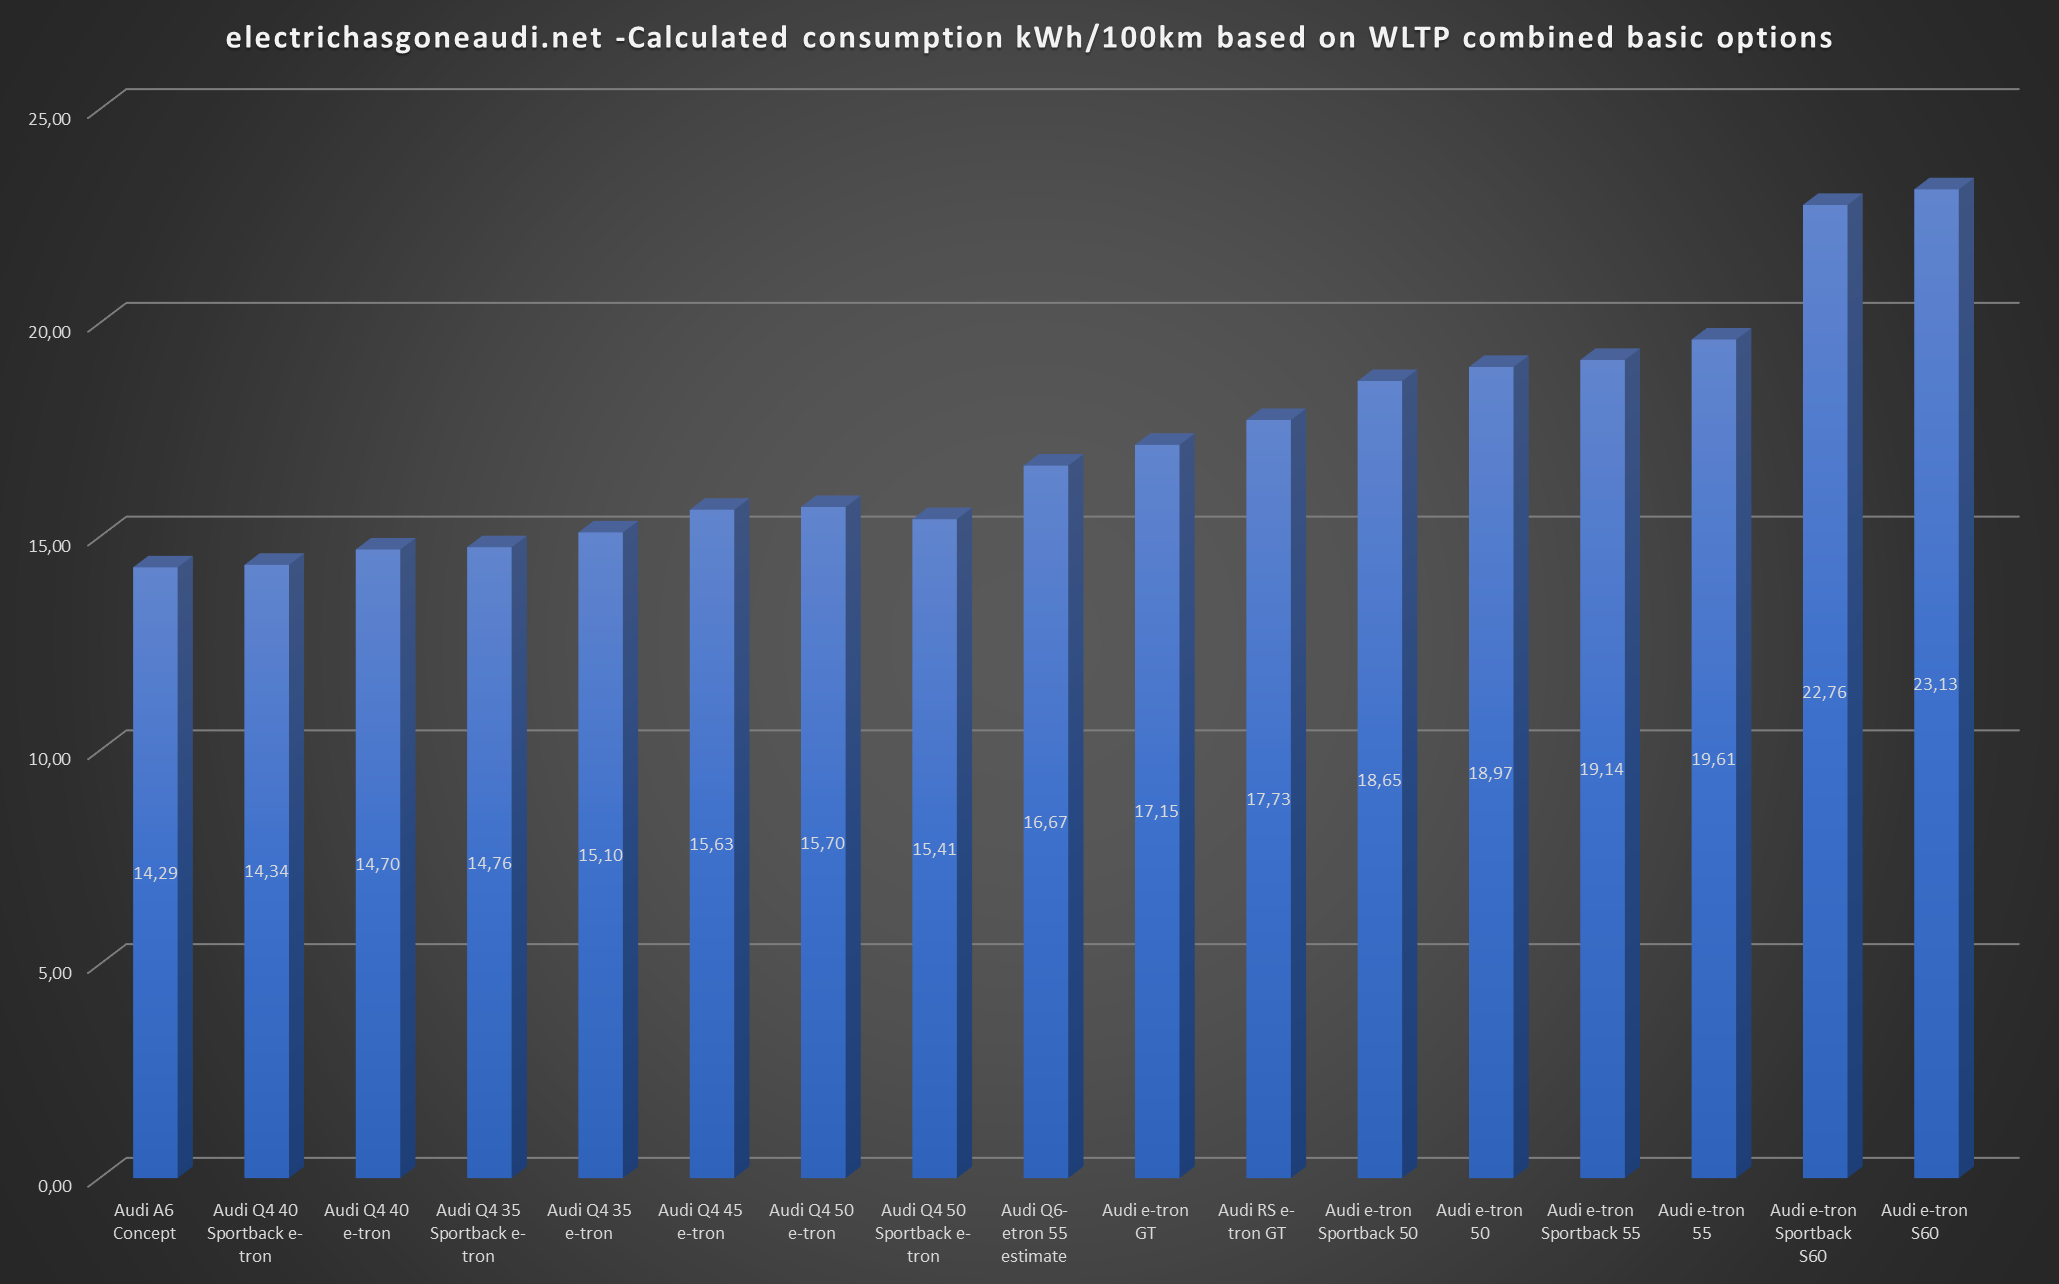 electrichasgoneaudi.net -Calculated consumption kWh/100km based on WLTP combined basic options
25,00
20,00
15,00
10,00
5,00
0,00
14,29
14,34
14,70
14,76
15,10
15,63
15,70
15,41
16,67
17,15
17,73
18,65
18,97
19,14
19,61
22,76
23,13
Audi A6
Concept
Audi Q4 40
Sportback e-
tron
Audi Q4 40
e-tron
Audi Q4 35
Sportback e-
tron
Audi Q4 35
e-tron
Audi Q4 45
e-tron
Audi Q4 50
e-tron
Audi Q4 50
Sportback e-
tron
Audi Q6-
etron 55
estimate
Audi e-tron
GT
Audi RS e-
tron GT
Audi e-tron
Sportback 50
Audi e-tron
50
Audi e-tron
Sportback 55
Audi e-tron
55
Audi e-tron
Sportback
S60
Audi e-tron
S60